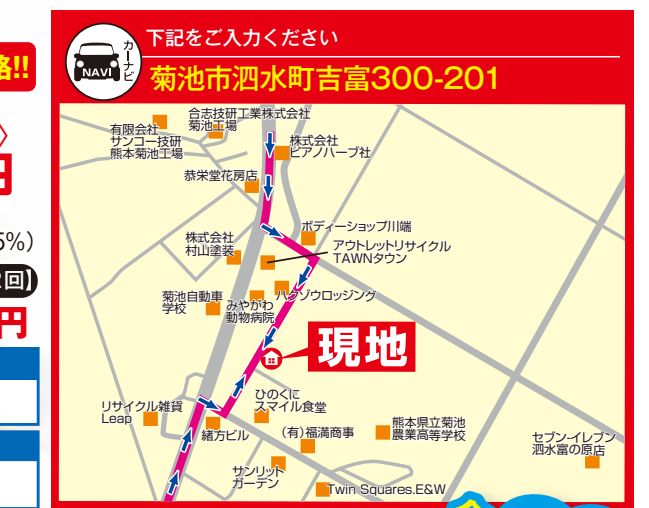 格!!
円
5%)
回】
円
NAVI
カーナビ
下記をご入力ください
菊池市泗水町吉富300-201
合志技研工業株式会社
菊池工場
有限会社
サンコー技研
熊本菊池工場
株式会社
ピアノハープ社
恭栄堂花房店
ボディーショップ川端
株式会社
村山塗装
アウトレットリサイクル
TAWNタウン
菊池自動車
学校
みやがわ
動物病院
ハクゾウロッジング
現地
リサイクル雑貨
Leap
ひのくに
スマイル食堂
緒方ビル
(有)福満商事
熊本県立菊池
農業高等学校
セブン-イレブン
泗水富の原店
サンリット
ガーデン
Twin Squares.E&W